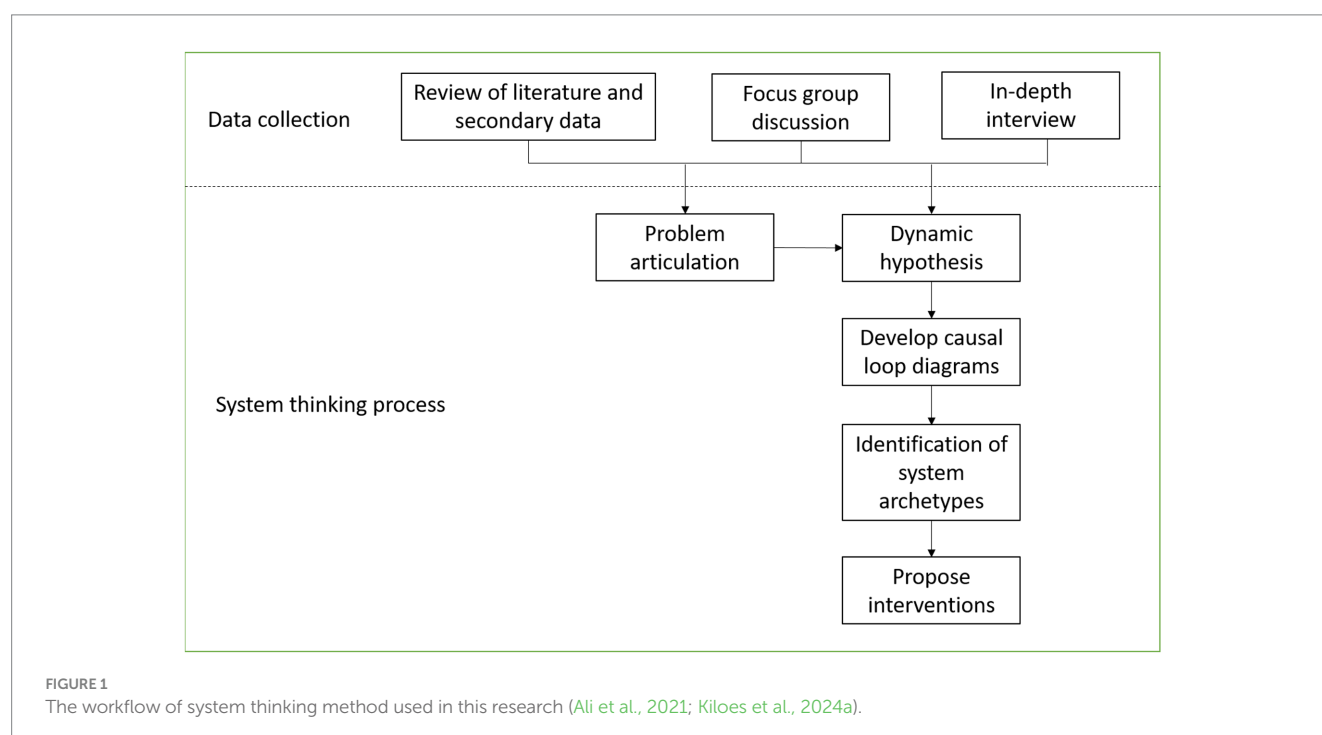 Data collection
Review of literature and
secondary data
Focus group
discussion
In-depth
interview
Problem
articulation
Dynamic
hypothesis
Develop causal
loop diagrams
System thinking process
Identification of
system
archetypes
Propose
interventions
FIGURE 1
The workflow of system thinking method used in this research (Ali et al., 2021; Kiloes et al., 2024a).